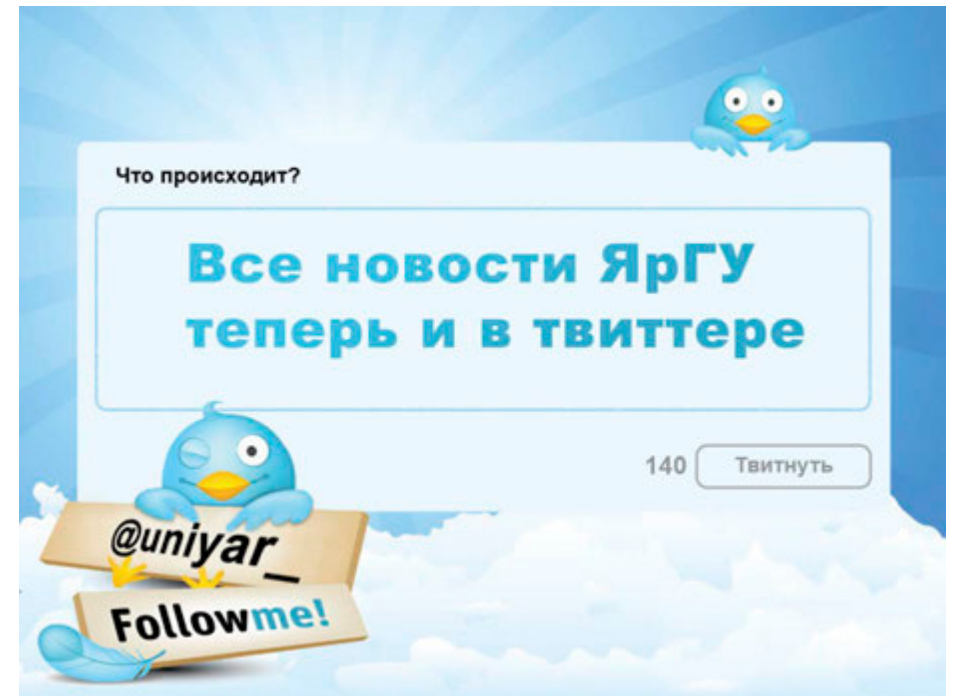 Что происходит?
Все новости ЯрГУ
теперь и в твиттере
140 Твитнуть
@uniyar_
Followme!